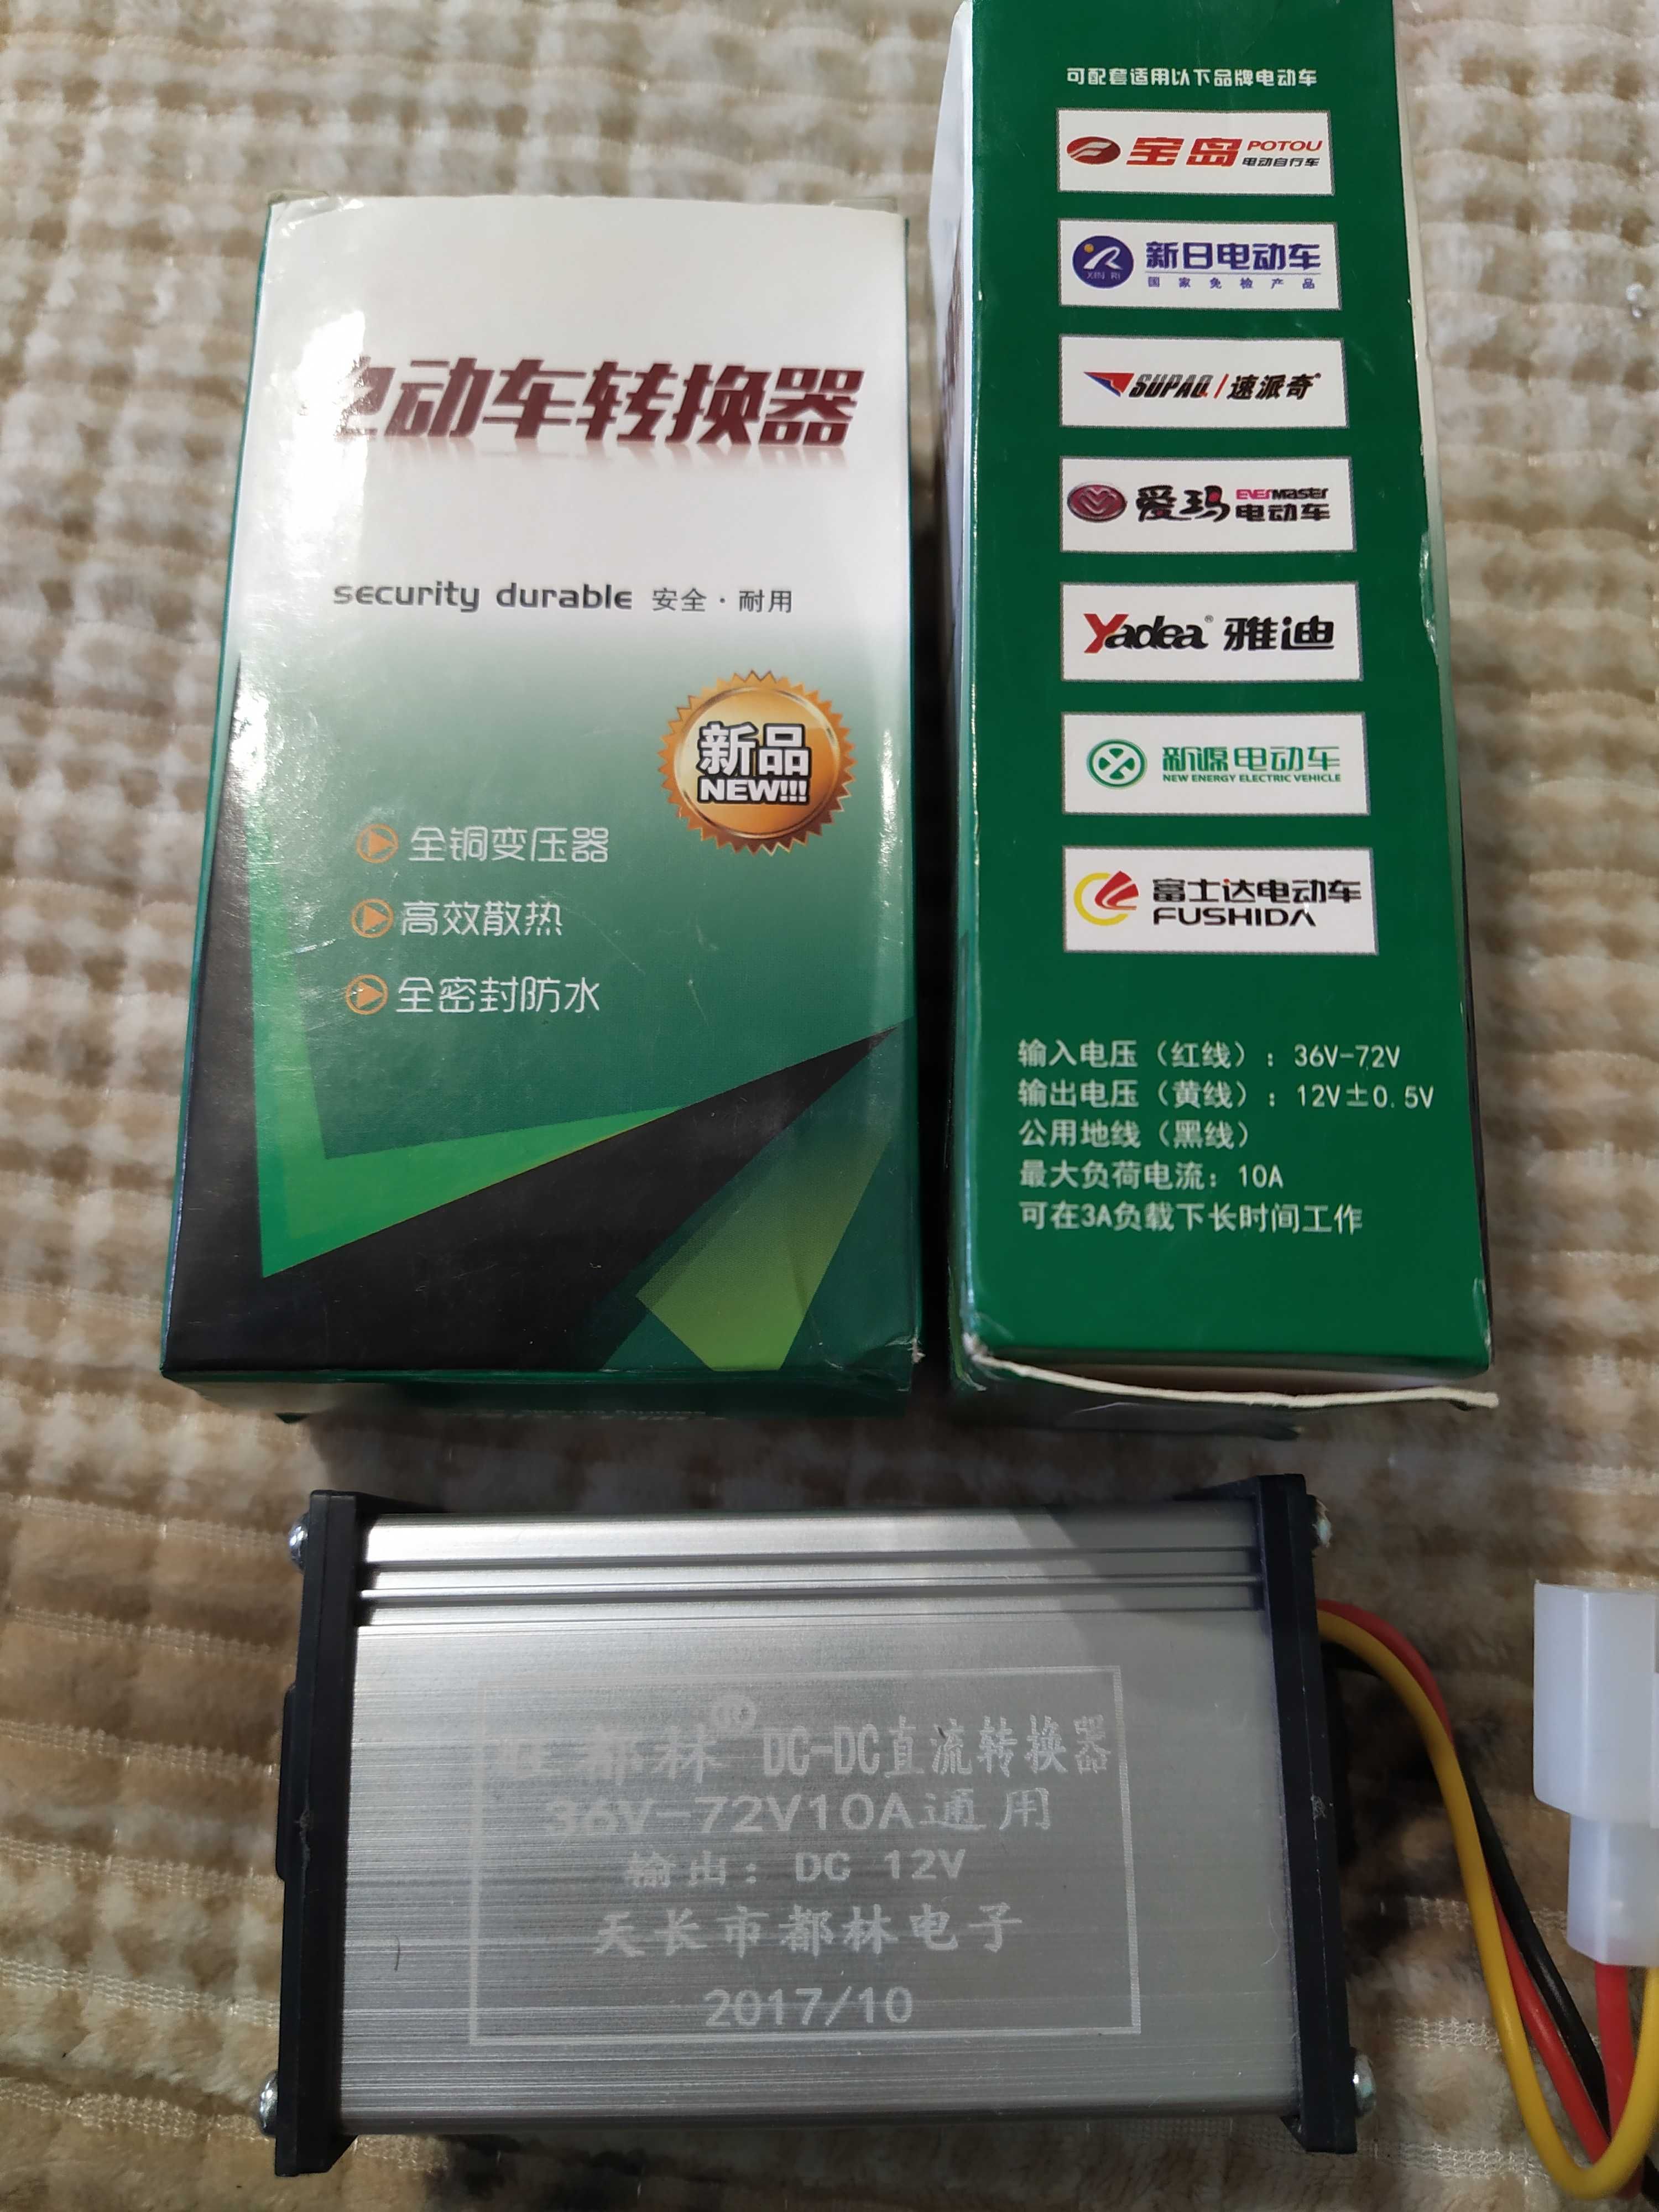 电动车转换器
security durable 安全·耐用
新品
NEW!!!
全铜变压器
高效散热
全密封防水
可配套适用以下品牌电动车
宝岛 POTOU
电动自行车
XIN RI
新日电动车
国家免检产品
SUPAQ/速派奇
爱玛 EVERMASTER
电动车
Yadea® 雅迪
新源电动车
NEW ENERGY ELECTRIC VEHICLE
富士达电动车
FUSHIDA
输入电压（红线）：36V-72V
输出电压（黄线）：12V±0.5V
公用地线（黑线）
最大负荷电流：10A
可在3A负载下长时间工作
都林 DC-DC直流转换器
36V-72V10A通用
输出：DC 12V
天长市都林电子
2017/10